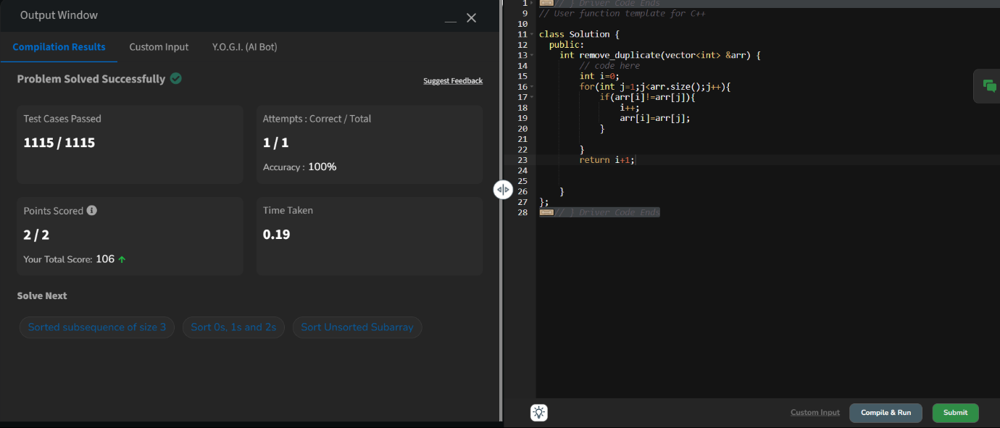 Output Window
Compilation Results Custom Input Y.O.G.I. (AI Bot)
Problem Solved Successfully
Suggest Feedback
Test Cases Passed
1115 / 1115
Attempts : Correct / Total
1 / 1
Accuracy : 100%
Points Scored
2 / 2
Your Total Score: 106
Time Taken
0.19
Solve Next
Sorted subsequence of size 3 Sort 0s, 1s and 2s Sort Unsorted Subarray
1 // } Driver Code Ends
9 // User function template for C++
10
11 class Solution {
12 public:
13 int remove_duplicate(vector<int> &arr) {
14 // code here
15 int i=0;
16 for(int j=1;j<arr.size();j++){
17 if(arr[i]!=arr[j]){
18 i++;
19 arr[i]=arr[j];
20 }
21
22 }
23 return i+1;
24
25
26 }
27 };
28 // } Driver Code Ends
Custom Input Compile & Run Submit